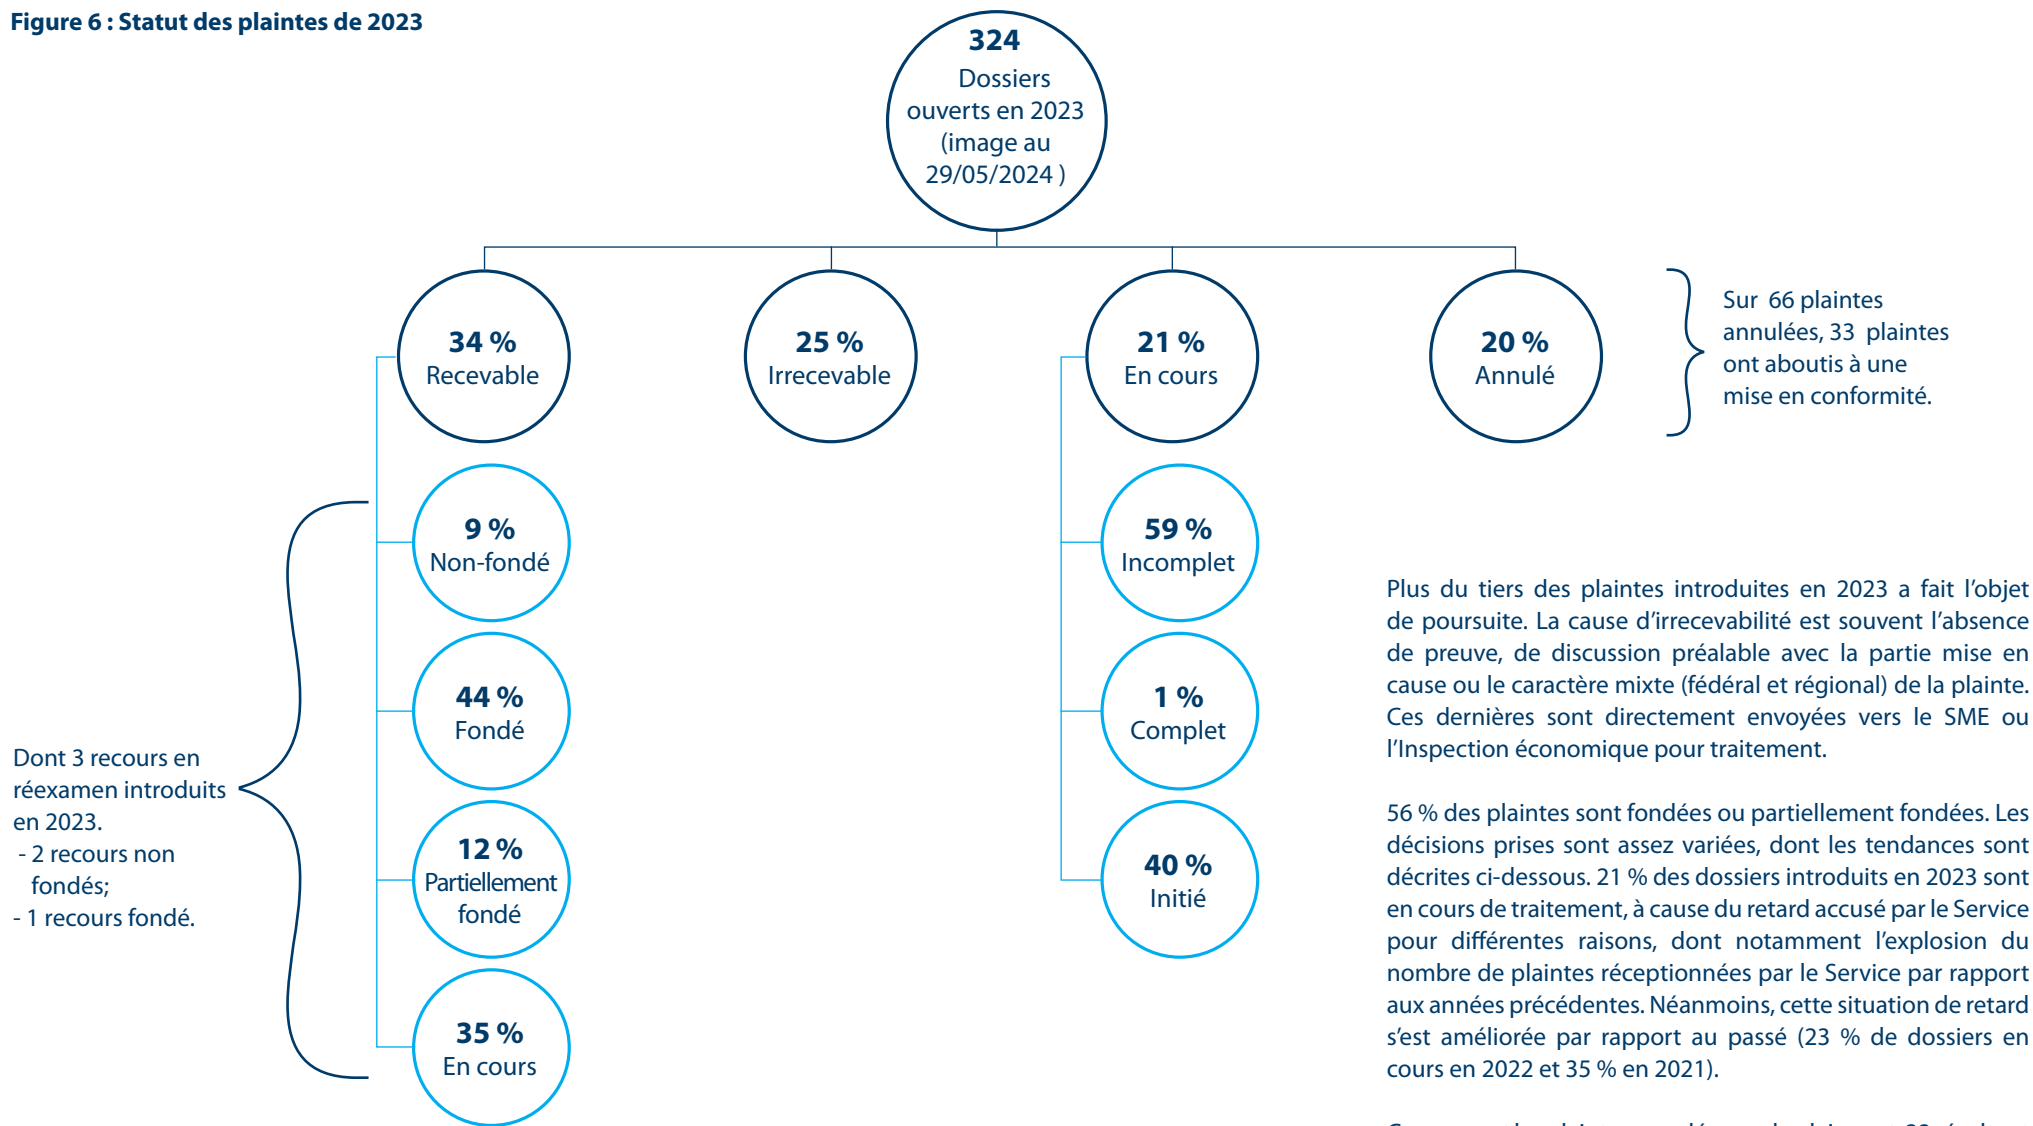 Figure 6 : Statut des plaintes de 2023
324
Dossiers
ouverts en 2023
(image au
29/05/2024 )
34 %
Recevable
25 %
Irrecevable
21 %
En cours
20 %
Annulé
Sur 66 plaintes
annulées, 33 plaintes
ont aboutis à une
mise en conformité.
9 %
Non-fondé
44 %
Fondé
12 %
Partiellement
fondé
35 %
En cours
Dont 3 recours en
réexamen introduits
en 2023.
- 2 recours non
fondés;
- 1 recours fondé.
59 %
Incomplet
1 %
Complet
40 %
Initié
Plus du tiers des plaintes introduites en 2023 a fait l’objet
de poursuite. La cause d’irrecevabilité est souvent l’absence
de preuve, de discussion préalable avec la partie mise en
cause ou le caractère mixte (fédéral et régional) de la plainte.
Ces dernières sont directement envoyées vers le SME ou
l’Inspection économique pour traitement.
56 % des plaintes sont fondées ou partiellement fondées. Les
décisions prises sont assez variées, dont les tendances sont
décrites ci-dessous. 21 % des dossiers introduits en 2023 sont
en cours de traitement, à cause du retard accusé par le Service
pour différentes raisons, dont notamment l’explosion du
nombre de plaintes réceptionnées par le Service par rapport
aux années précédentes. Néanmoins, cette situation de retard
s’est améliorée par rapport au passé (23 % de dossiers en
cours en 2022 et 35 % en 2021).